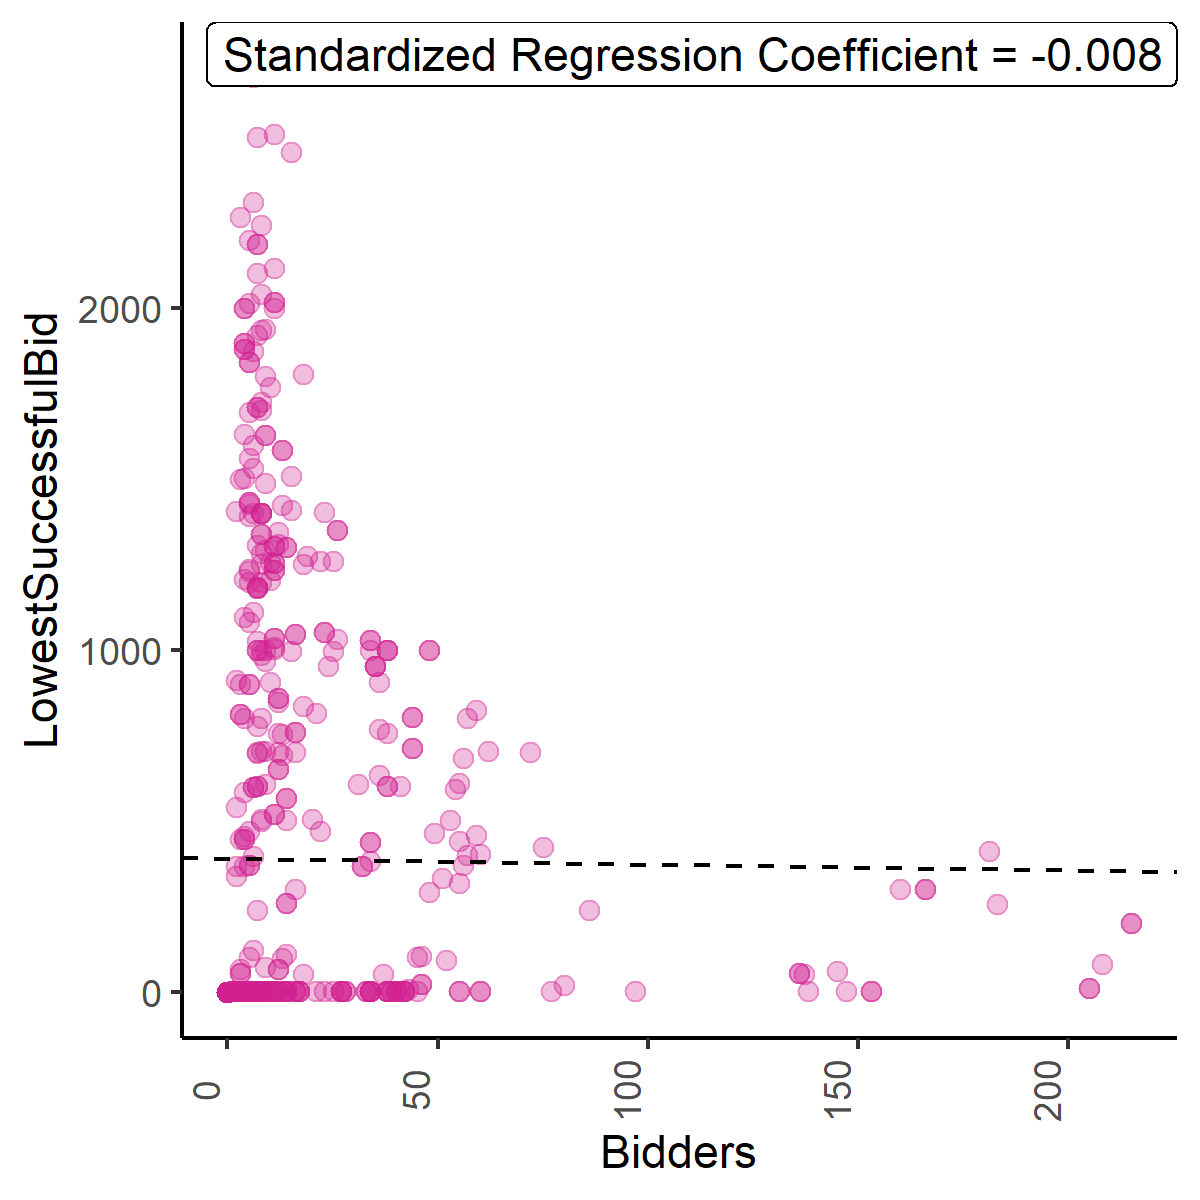 Standardized Regression Coefficient = -0.008
LowestSuccessfulBid
2000
1000
0
0
50
100
150
200
Bidders